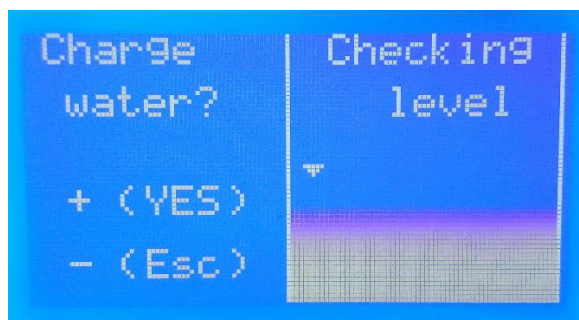 Charge
water?
+ (YES)
- (Esc)
Checking
level